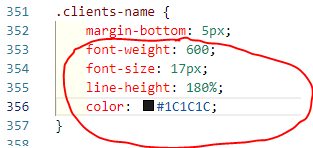 351 .clients-name {
352 margin-bottom: 5px;
353 font-weight: 600;
354 font-size: 17px;
355 line-height: 180%;
356 color: #1C1C1C;
357 }
358